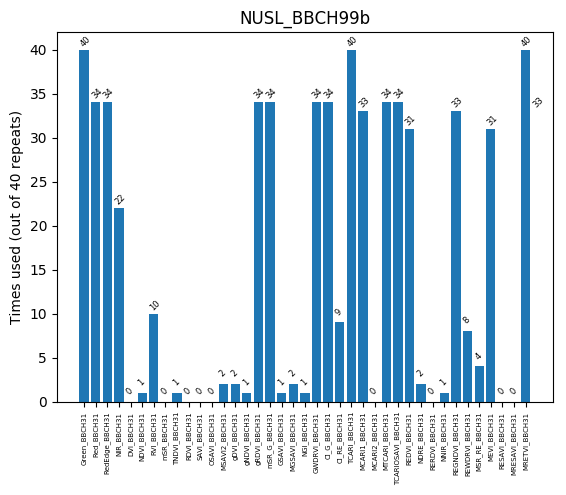 NUSL_BBCH99b
Times used (out of 40 repeats)
40
35
30
25
20
15
10
5
0
40
34
34
22
0
1
10
0
1
0
0
0
2
2
1
34
34
1
2
1
34
34
9
40
33
0
34
34
31
2
0
1
33
8
4
31
0
0
40
33
Green_BBCH31
Red_BBCH31
RedEdge_BBCH31
NIR_BBCH31
DVI_BBCH31
NDVI_BBCH31
RVI_BBCH31
mSR_BBCH31
TNDVI_BBCH31
RDVI_BBCH31
SAVI_BBCH31
OSAVI_BBCH31
MSAVI2_BBCH31
gDVI_BBCH31
gNDVI_BBCH31
gRDVI_BBCH31
mSR_G_BBCH31
GSAVI_BBCH31
MGSAVI_BBCH31
NGI_BBCH31
GWDRVI_BBCH31
CI_G_BBCH31
CI_RE_BBCH31
TCARI_BBCH31
MCARI1_BBCH31
MCARI2_BBCH31
MTCARI_BBCH31
TCARIOSAVI_BBCH31
REDVI_BBCH31
NDRE_BBCH31
RERDVI_BBCH31
NNIR_BBCH31
REGNDVI_BBCH31
REWDRVI_BBCH31
MSR_RE_BBCH31
MEVI_BBCH31
RESAVI_BBCH31
MRESAVI_BBCH31
MRETVI_BBCH31